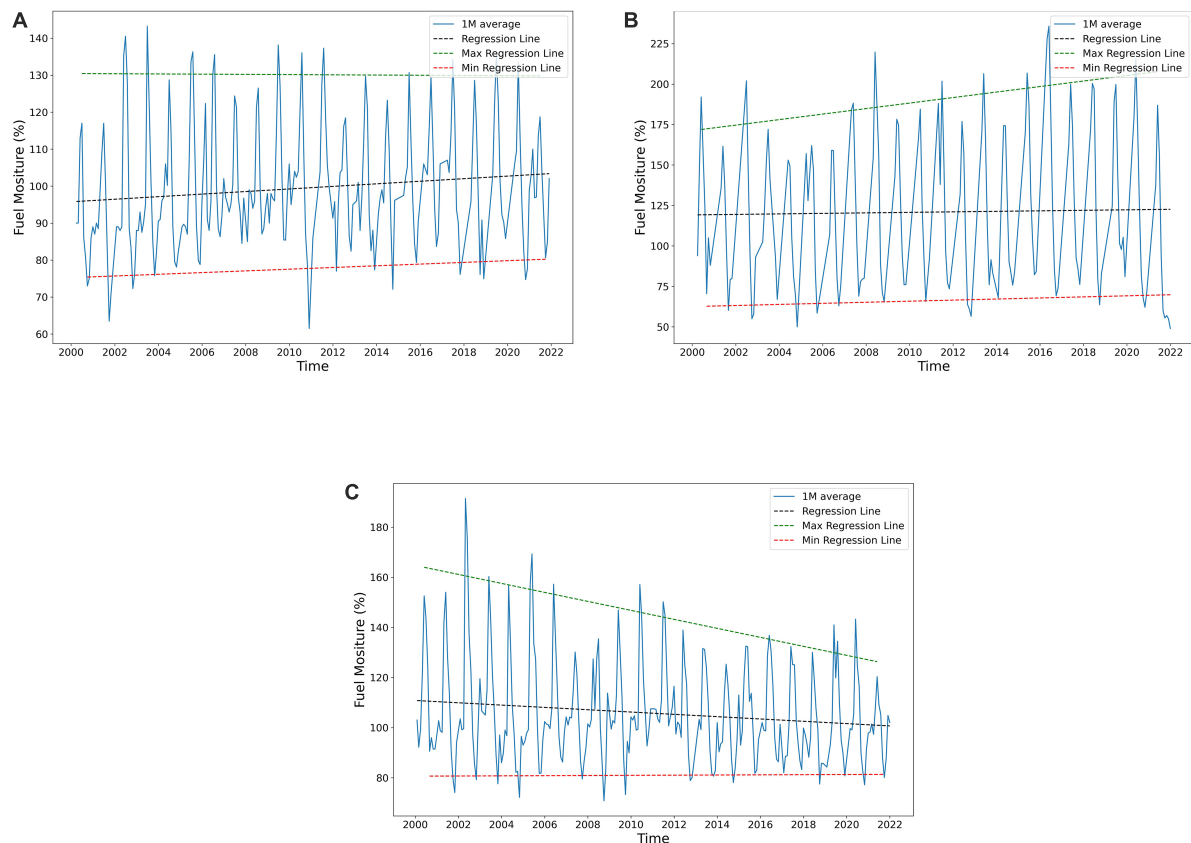 A
1M average
Regression Line
Max Regression Line
Min Regression Line
Fuel Mositure (%)
140
130
120
110
100
90
80
70
60
2000 2002 2004 2006 2008 2010 2012 2014 2016 2018 2020 2022
Time
B
1M average
Regression Line
Max Regression Line
Min Regression Line
Fuel Mositure (%)
225
200
175
150
125
100
75
50
2000 2002 2004 2006 2008 2010 2012 2014 2016 2018 2020 2022
Time
C
1M average
Regression Line
Max Regression Line
Min Regression Line
Fuel Mositure (%)
180
160
140
120
100
80
2000 2002 2004 2006 2008 2010 2012 2014 2016 2018 2020 2022
Time